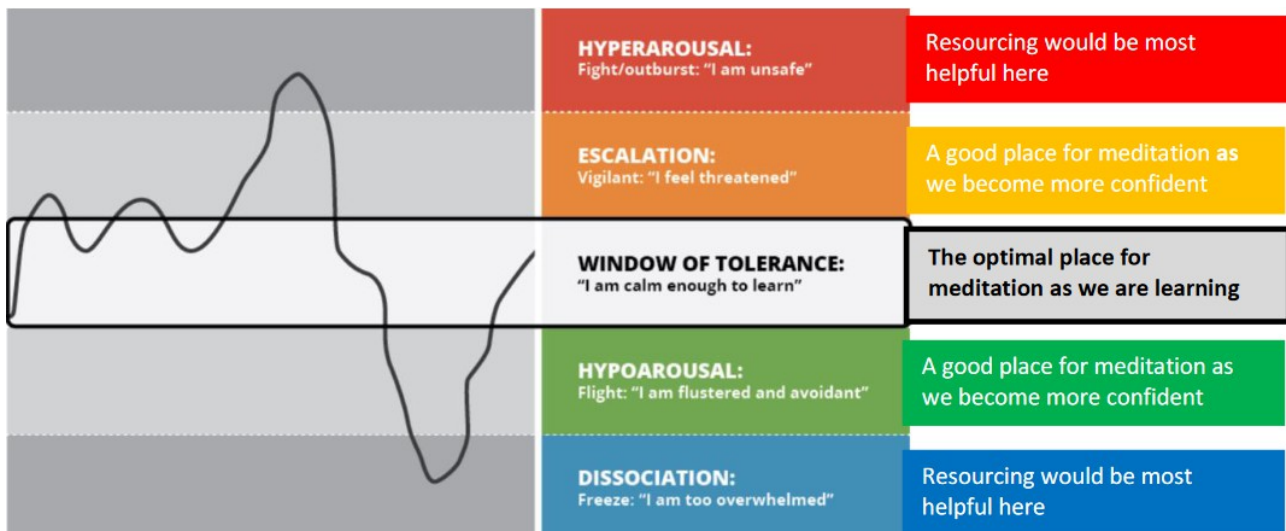 HYPERAROUSAL:
Fight/outburst: “I am unsafe”
Resourcing would be most
helpful here
ESCALATION:
Vigilant: “I feel threatened”
A good place for meditation as
we become more confident
WINDOW OF TOLERANCE:
“I am calm enough to learn”
The optimal place for
meditation as we are learning
HYPOAROUSAL:
Flight: “I am flustered and avoidant”
A good place for meditation as
we become more confident
DISSOCIATION:
Freeze: “I am too overwhelmed”
Resourcing would be most
helpful here